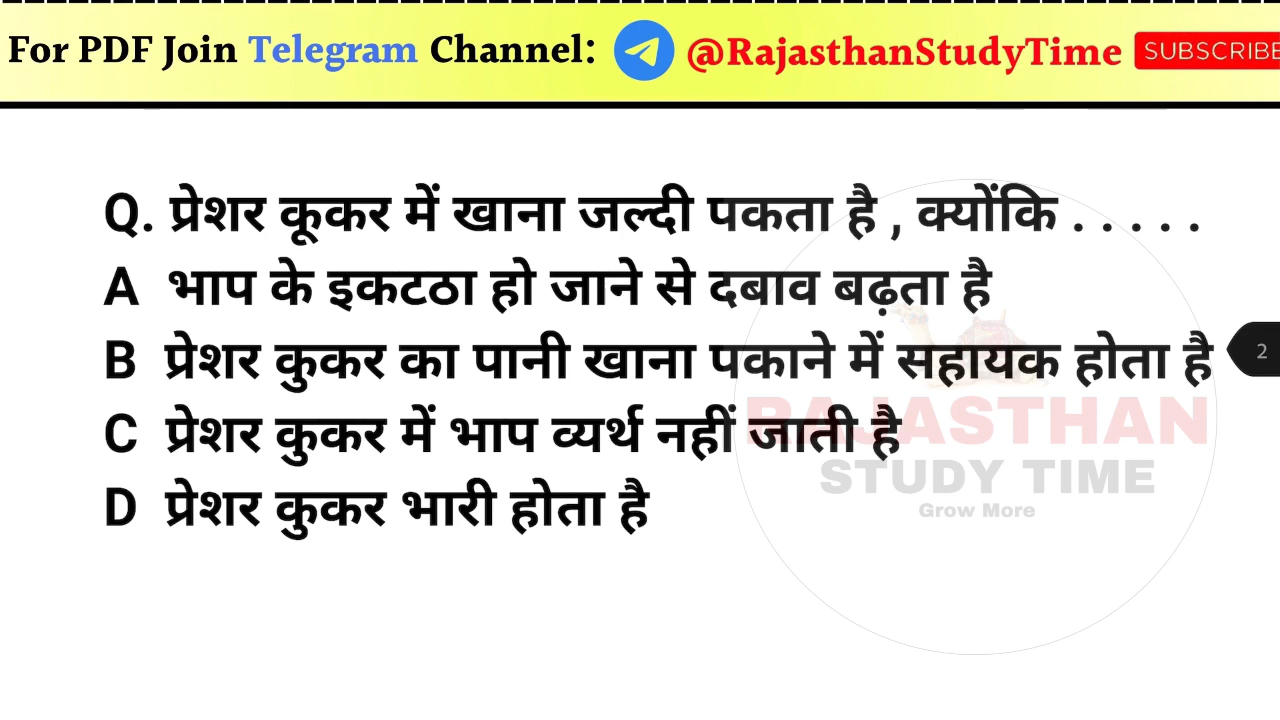 For PDF Join Telegram Channel: @RajasthanStudyTime SUBSCRIBE
Q. प्रेशर कूकर में खाना जल्दी पकता है , क्योंकि . . . . .
A भाप के इकटठा हो जाने से दबाव बढ़ता है
B प्रेशर कुकर का पानी खाना पकाने में सहायक होता है
2
C प्रेशर कुकर में भाप व्यर्थ नहीं जाती है
D प्रेशर कुकर भारी होता है
RAJASTHAN
STUDY TIME
Grow More